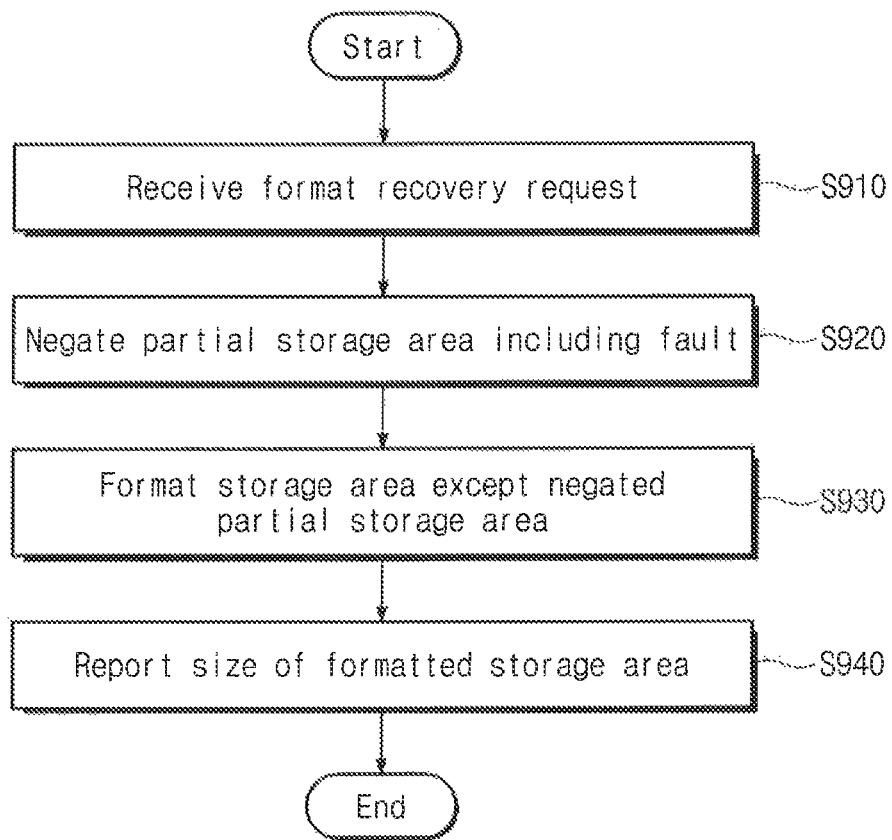 Start
Receive format recovery request
S910
Negate partial storage area including fault
S920
Format storage area except negated
partial storage area
S930
Report size of formatted storage area
S940
End